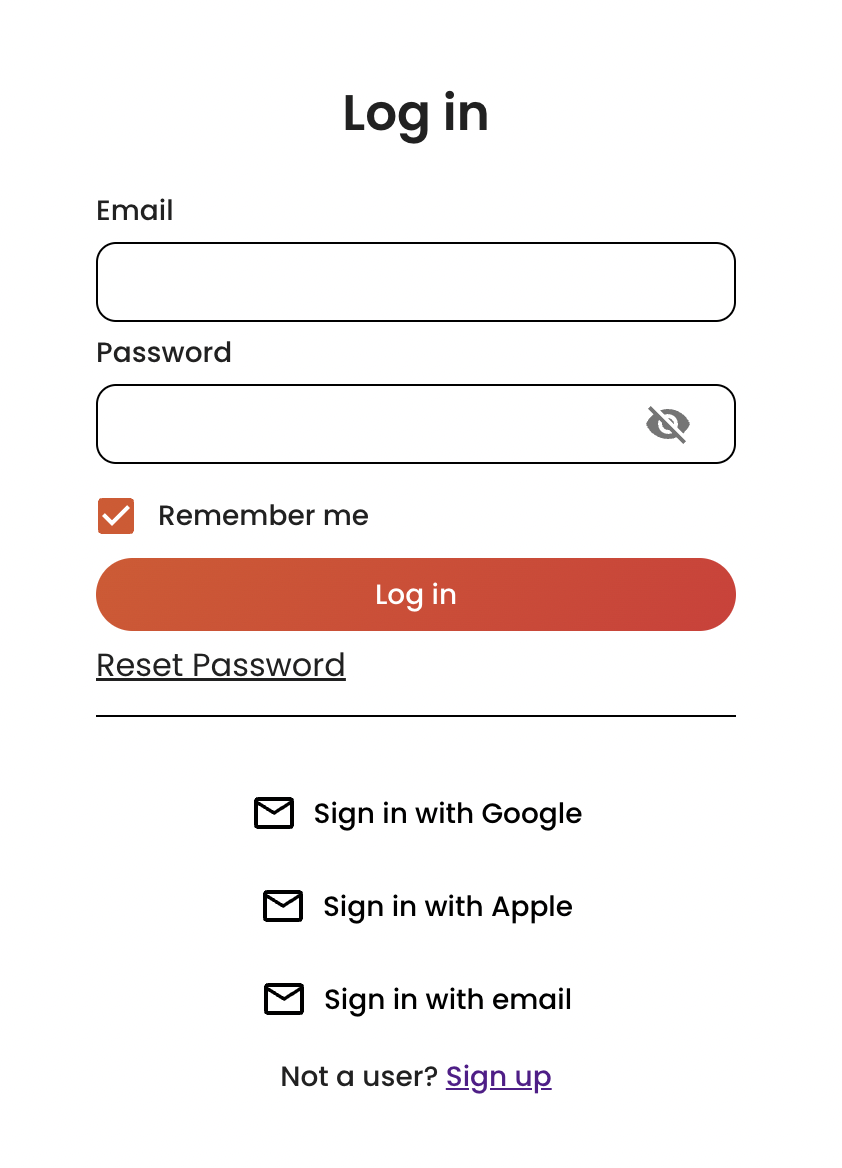 Log in
Email
Password
Remember me
Log in
Reset Password
Sign in with Google
Sign in with Apple
Sign in with email
Not a user? Sign up